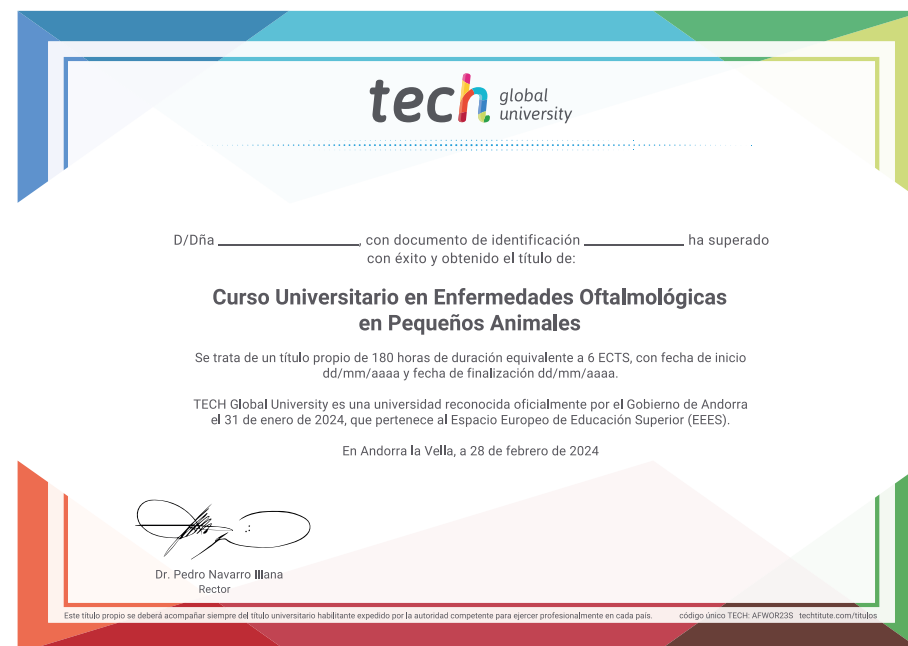 tech global university
D/Dña ____________________, con documento de identificación ______________ ha superado
con éxito y obtenido el título de:
Curso Universitario en Enfermedades Oftalmológicas
en Pequeños Animales
Se trata de un título propio de 180 horas de duración equivalente a 6 ECTS, con fecha de inicio
dd/mm/aaaa y fecha de finalización dd/mm/aaaa.
TECH Global University es una universidad reconocida oficialmente por el Gobierno de Andorra
el 31 de enero de 2024, que pertenece al Espacio Europeo de Educación Superior (EEES).
En Andorra la Vella, a 28 de febrero de 2024
Dr. Pedro Navarro Illana
Rector
Este título propio se deberá acompañar siempre del título universitario habilitante expedido por la autoridad competente para ejercer profesionalmente en cada país. código único TECH: AFWOR23S techtitute.com/titulos